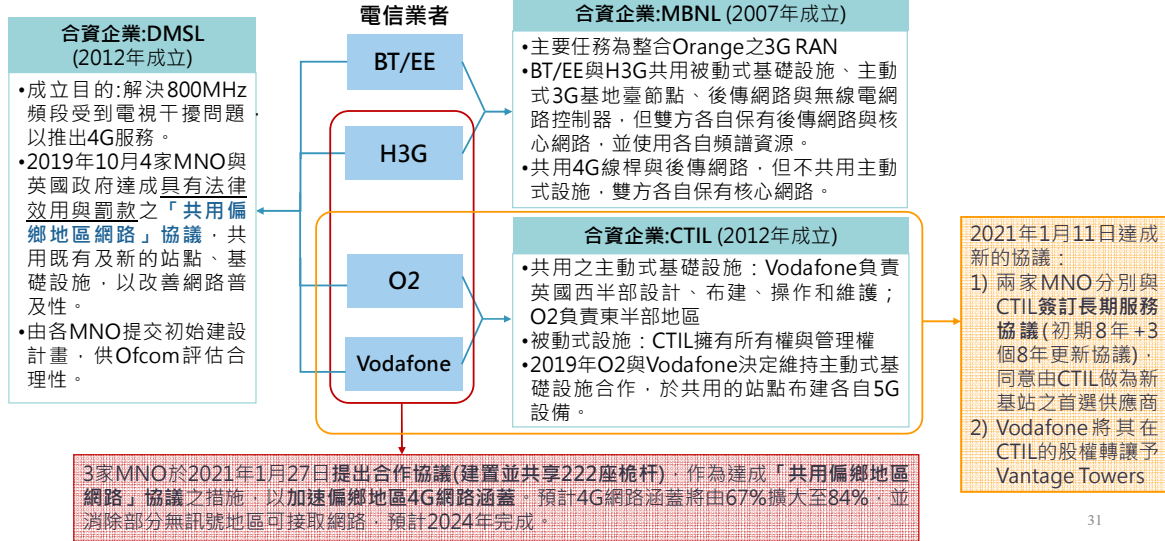 合資企業:DMSL
(2012年成立)
•成立目的:解決800MHz
頻段受到電視干擾問題
以推出4G服務。
•2019年10月4家MNO與
英國政府達成具有法律
效用與罰款之「共用偏
鄉地區網路」協議，共
用既有及新的站點、基
礎設施，以改善網路普
及性。
•由各MNO提交初始建設
計畫，供Ofcom評估合
理性。
電信業者
BT/EE
H3G
O2
Vodafone
合資企業:MBNL (2007年成立)
•主要任務為整合Orange之3G RAN
•BT/EE與H3G共用被動式基礎設施、主動
式3G基地臺節點、後傳網路與無線電網
路控制器，但雙方各自保有後傳網路與核
心網路，並使用各自頻譜資源。
•共用4G線桿與後傳網路，但不共用主動
式設施，雙方各自保有核心網路。
合資企業:CTIL (2012年成立)
•共用之主動式基礎設施：Vodafone負責
英國西半部設計、布建、操作和維護；
O2負責東半部地區
•被動式設施：CTIL擁有所有權與管理權
•2019年O2與Vodafone決定維持主動式基
礎設施合作，於共用的站點布建各自5G
設備。
2021年1月11日達成
新的協議：
1) 兩家MNO分別與
CTIL簽訂長期服務
協議(初期8年+3
個8年更新協議)，
同意由CTIL做為新
基站之首選供應商
2) Vodafone將其在
CTIL的股權轉讓予
Vantage Towers
3家MNO於2021年1月27日提出合作協議(建置並共享222座桅杆)，作為達成「共用偏鄉地區
網路」協議之措施，以加速偏鄉地區4G網路涵蓋。預計4G網路涵蓋將由67%擴大至84%，並
消除部分無訊號地區可接取網路，預計2024年完成。
31